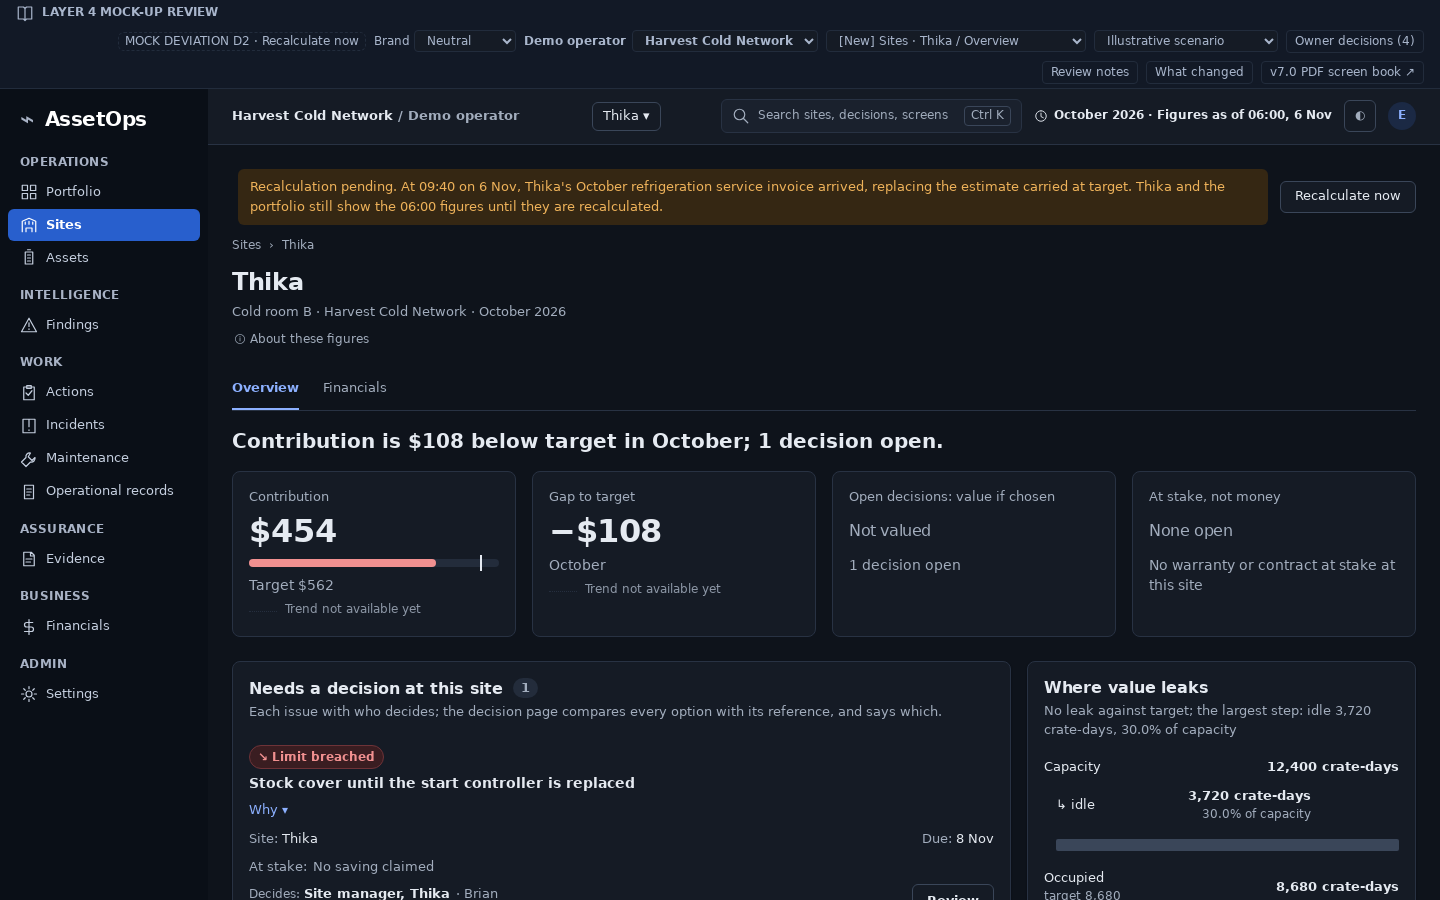 LAYER 4 MOCK-UP REVIEW
MOCK DEVIATION D2 · Recalculate now
Brand
Neutral
Demo operator
Harvest Cold Network
[New] Sites · Thika / Overview
Illustrative scenario
Owner decisions (4)
Review notes
What changed
v7.0 PDF screen book ↗
AssetOps
OPERATIONS
Portfolio
Sites
Assets
INTELLIGENCE
Findings
WORK
Actions
Incidents
Maintenance
Operational records
ASSURANCE
Evidence
BUSINESS
Financials
ADMIN
Settings
Harvest Cold Network / Demo operator
Thika ▾
Search sites, decisions, screens
Ctrl K
October 2026 · Figures as of 06:00, 6 Nov
E
Recalculation pending. At 09:40 on 6 Nov, Thika's October refrigeration service invoice arrived, replacing the estimate carried at target. Thika and the
portfolio still show the 06:00 figures until they are recalculated.
Recalculate now
Sites › Thika
Thika
Cold room B · Harvest Cold Network · October 2026
About these figures
Overview
Financials
Contribution is $108 below target in October; 1 decision open.
Contribution
$454
Target $562
Trend not available yet
Gap to target
−$108
October
Trend not available yet
Open decisions: value if chosen
Not valued
1 decision open
At stake, not money
None open
No warranty or contract at stake at
this site
Needs a decision at this site 1
Each issue with who decides; the decision page compares every option with its reference, and says which.
↘ Limit breached
Stock cover until the start controller is replaced
Why ▾
Site: Thika
Due: 8 Nov
At stake: No saving claimed
Decides: Site manager, Thika · Brian
Review
Where value leaks
No leak against target; the largest step: idle 3,720
crate-days, 30.0% of capacity
Capacity
12,400 crate-days
↳ idle
3,720 crate-days
30.0% of capacity
Occupied
target 8,680
8,680 crate-days